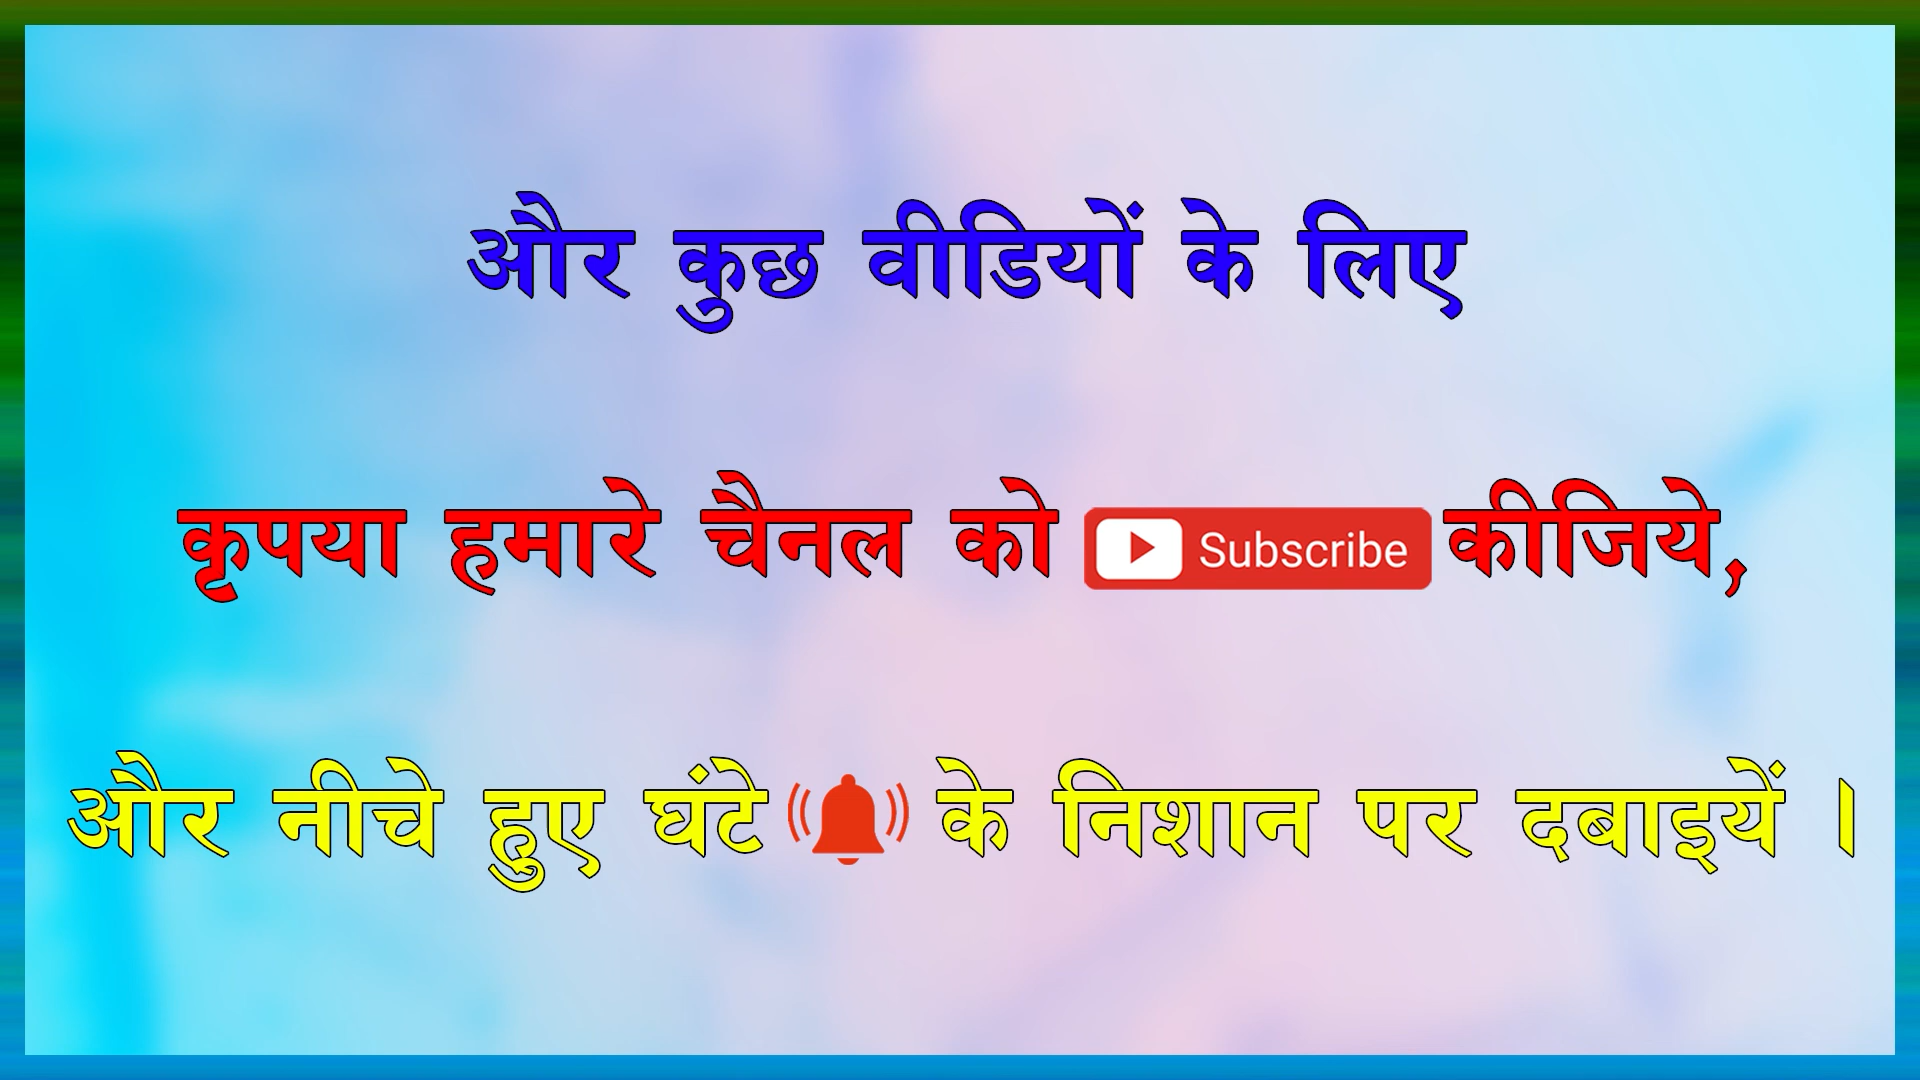 और कुछ वीडियों के लिए
कृपया हमारे चैनल को Subscribe कीजिये,
और नीचे हुए घंटे के निशान पर दबाइयें ।